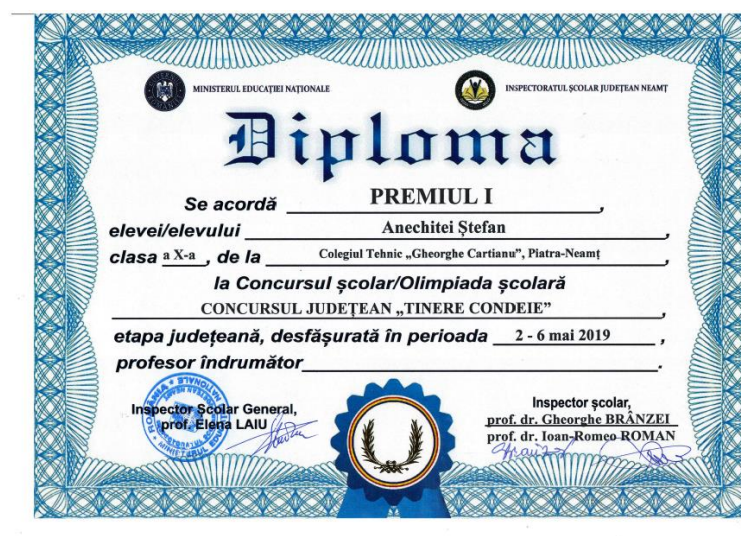 MINISTERUL EDUCAȚIEI NAȚIONALE
INSPECTORATUL ȘCOLAR JUDEȚEAN NEAMȚ
Diploma
Se acordă PREMIUL I,
elevei/elevului Anechitei Ștefan,
clasa a X-a, de la Colegiul Tehnic „Gheorghe Cartianu”, Piatra-Neamț,
la Concursul școlar/Olimpiada școlară
CONCURSUL JUDEȚEAN „TINERE CONDEIE”,
etapa județeană, desfășurată în perioada 2 - 6 mai 2019,
profesor îndrumător.
Inspector Școlar General,
prof. Elena LAIU
Inspector școlar,
prof. dr. Gheorghe BRÂNZEI
prof. dr. Ioan-Romeo ROMAN